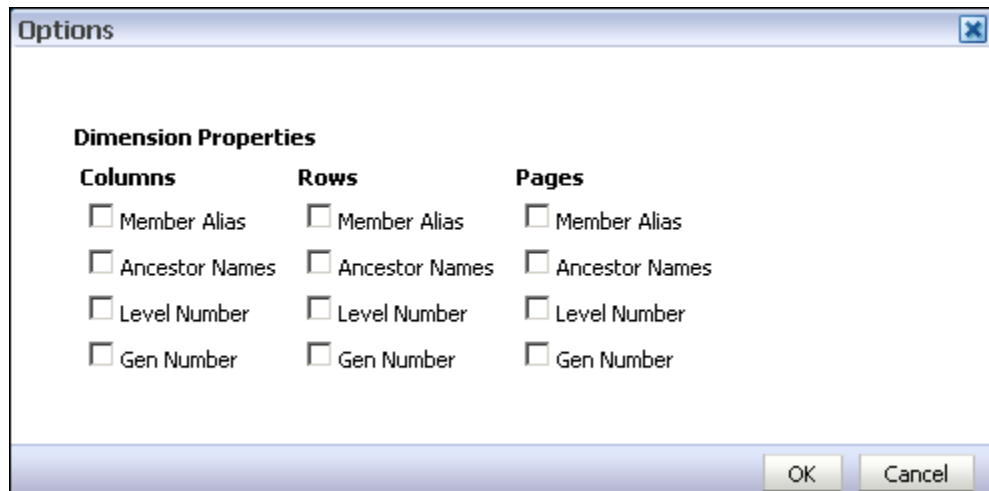 Options
Dimension Properties
Columns Rows Pages
Member Alias Member Alias Member Alias
Ancestor Names Ancestor Names Ancestor Names
Level Number Level Number Level Number
Gen Number Gen Number Gen Number
OK Cancel